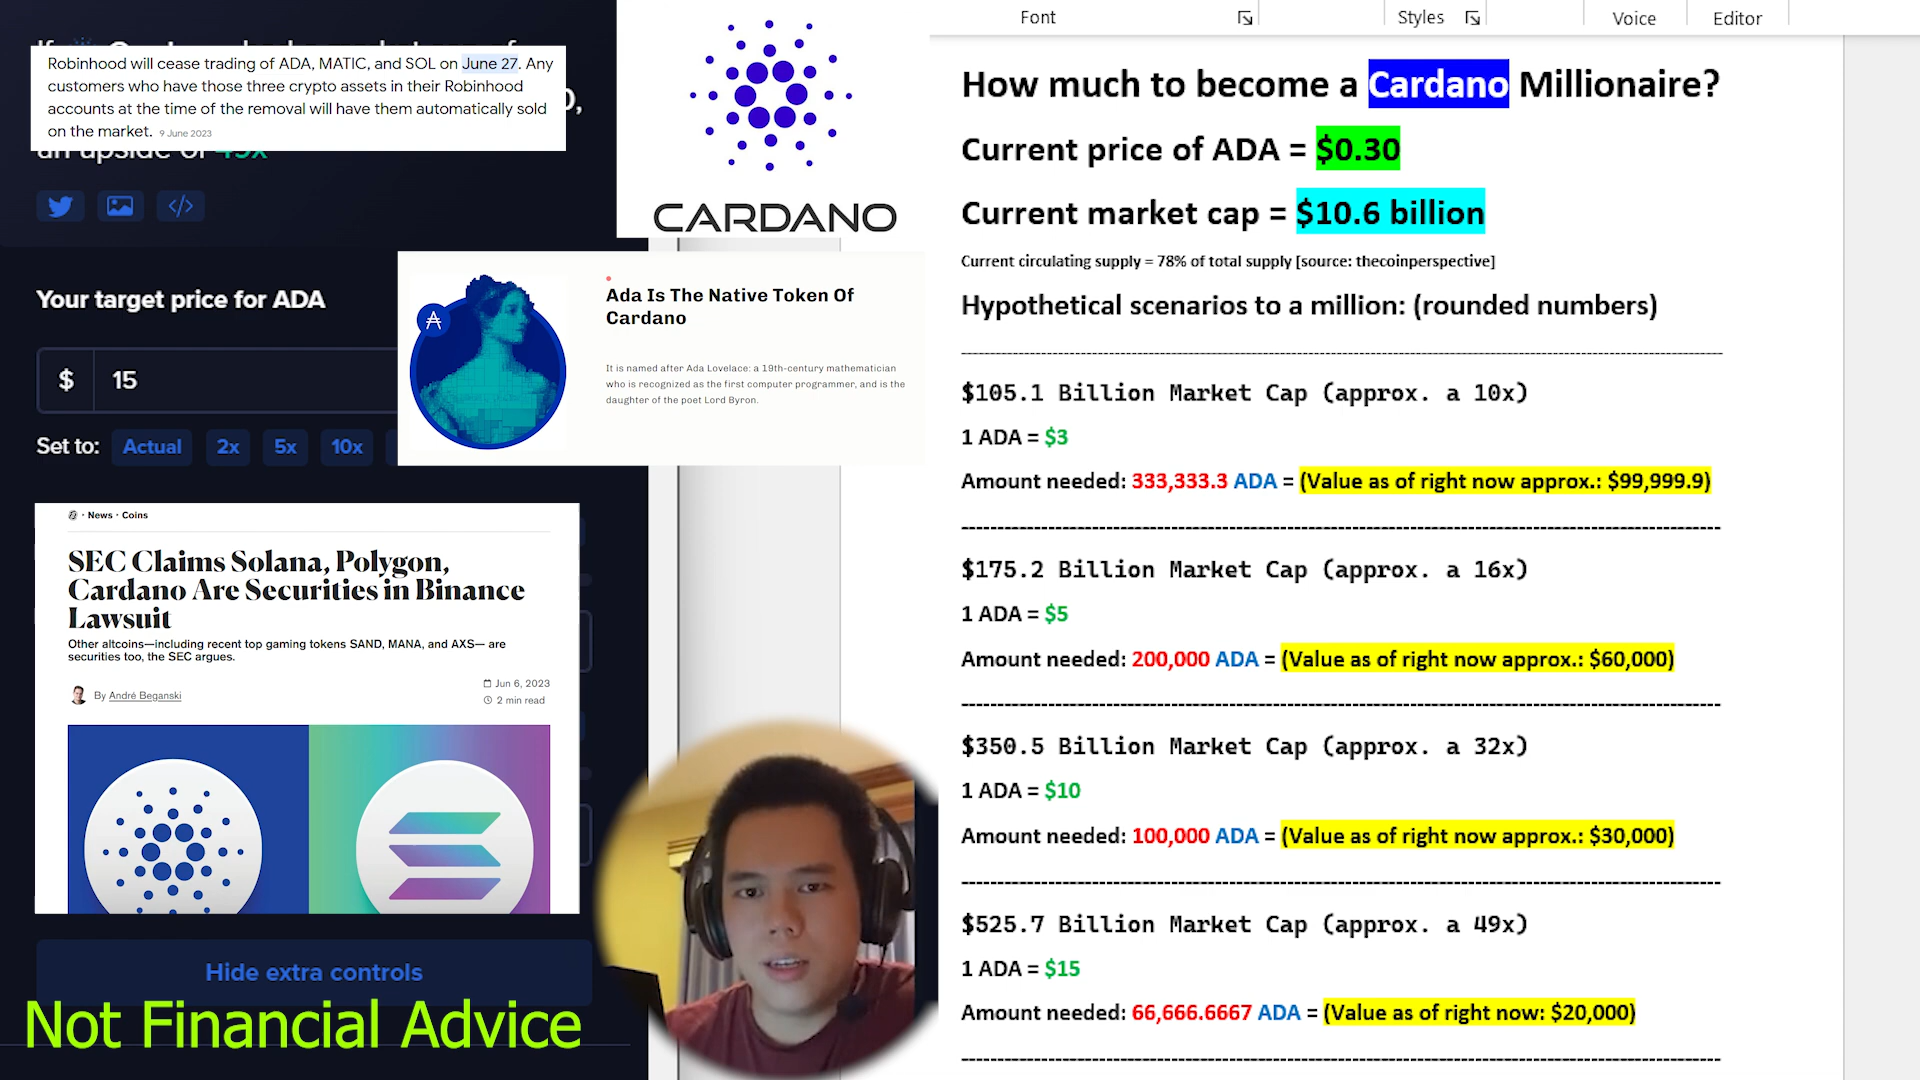 Robinhood will cease trading of ADA, MATIC, and SOL on June 27. Any
customers who have those three crypto assets in their Robinhood
accounts at the time of the removal will have them automatically sold
on the market. 9 June 2023
an upside of 49x
Your target price for ADA
$ 15
Set to: Actual 2x 5x 10x
CARDANO
Ada Is The Native Token Of
Cardano
It is named after Ada Lovelace: a 19th-century mathematician
who is recognized as the first computer programmer, and is the
daughter of the poet Lord Byron.
News · Coins
SEC Claims Solana, Polygon,
Cardano Are Securities in Binance
Lawsuit
Other altcoins—including recent top gaming tokens SAND, MANA, and AXS— are
securities too, the SEC argues.
By André Beganski
Jun 6, 2023
2 min read
Hide extra controls
Not Financial Advice
Font Styles Voice Editor
How much to become a Cardano Millionaire?
Current price of ADA = $0.30
Current market cap = $10.6 billion
Current circulating supply = 78% of total supply [source: thecoinperspective]
Hypothetical scenarios to a million: (rounded numbers)
$105.1 Billion Market Cap (approx. a 10x)
1 ADA = $3
Amount needed: 333,333.3 ADA = (Value as of right now approx.: $99,999.9)
$175.2 Billion Market Cap (approx. a 16x)
1 ADA = $5
Amount needed: 200,000 ADA = (Value as of right now approx.: $60,000)
$350.5 Billion Market Cap (approx. a 32x)
1 ADA = $10
Amount needed: 100,000 ADA = (Value as of right now approx.: $30,000)
$525.7 Billion Market Cap (approx. a 49x)
1 ADA = $15
Amount needed: 66,666.6667 ADA = (Value as of right now: $20,000)